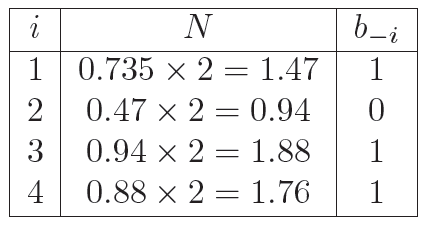 i N b₋ᵢ
1 0.735 × 2 = 1.47 1
2 0.47 × 2 = 0.94 0
3 0.94 × 2 = 1.88 1
4 0.88 × 2 = 1.76 1